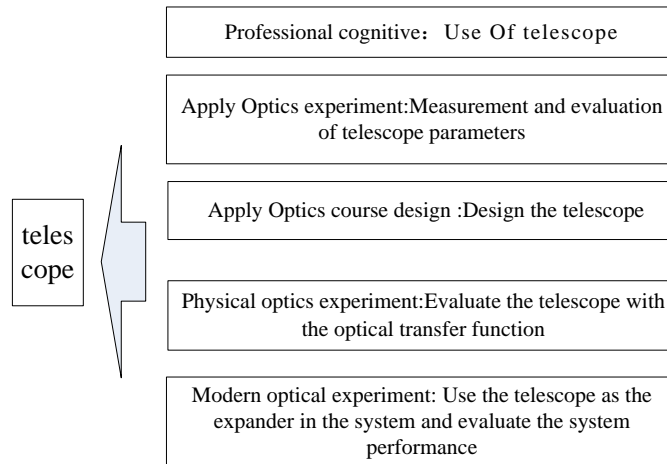 Professional cognitive：Use Of telescope
Apply Optics experiment:Measurement and evaluation
of telescope parameters
teles
cope
Apply Optics course design :Design the telescope
Physical optics experiment:Evaluate the telescope with
the optical transfer function
Modern optical experiment: Use the telescope as the
expander in the system and evaluate the system
performance